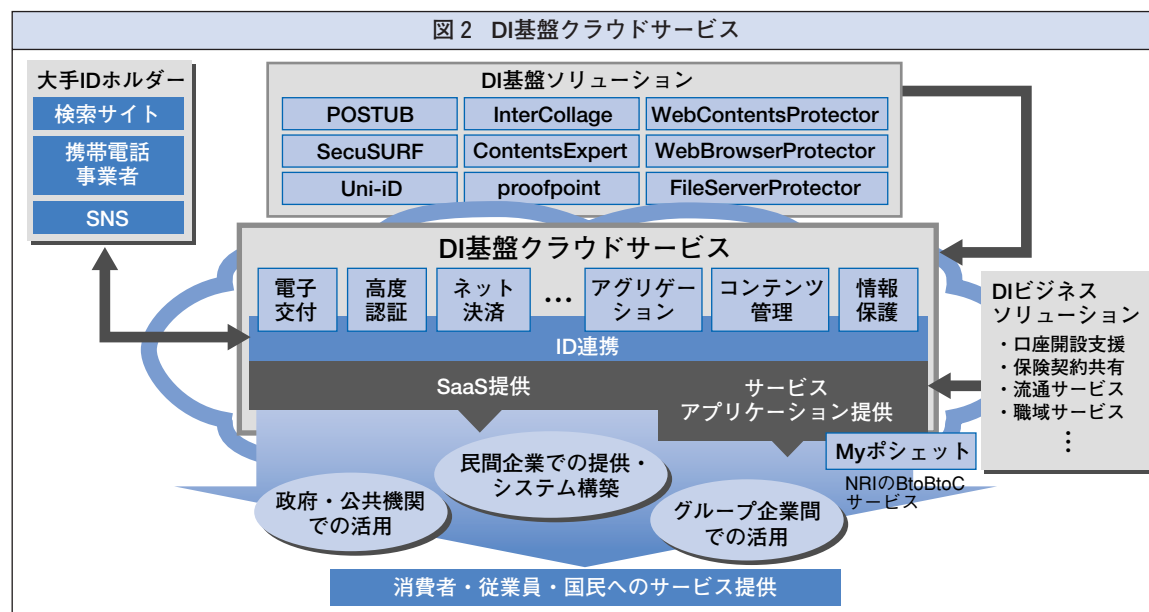 図2 DI基盤クラウドサービス
大手IDホルダー
検索サイト
携帯電話
事業者
SNS
DI基盤ソリューション
POSTUB
InterCollage
WebContentsProtector
SecuSURF
ContentsExpert
WebBrowserProtector
Uni-iD
proofpoint
FileServerProtector
DI基盤クラウドサービス
電子
交付
高度
認証
ネット
決済
…
アグリゲー
ション
コンテンツ
管理
情報
保護
ID連携
SaaS提供
サービス
アプリケーション提供
DIビジネス
ソリューション
・口座開設支援
・保険契約共有
・流通サービス
・職域サービス
⋮
Myポシェット
NRIのBtoBtoC
サービス
民間企業での提供・
システム構築
政府・公共機関
での活用
グループ企業間
での活用
消費者・従業員・国民へのサービス提供